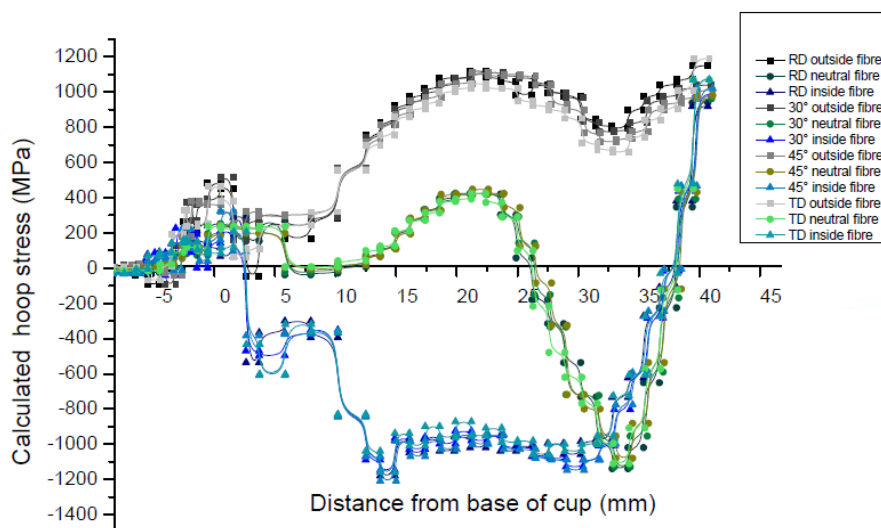 1200
1000
800
600
400
200
0
-200
-400
-600
-800
-1000
-1200
-1400
Calculated hoop stress (MPa)
-5 0 5 10 15 20 25 30 35 40 45
Distance from base of cup (mm)
RD outside fibre
RD neutral fibre
RD inside fibre
30° outside fibre
30° neutral fibre
30° inside fibre
45° outside fibre
45° neutral fibre
45° inside fibre
TD outside fibre
TD neutral fibre
TD inside fibre